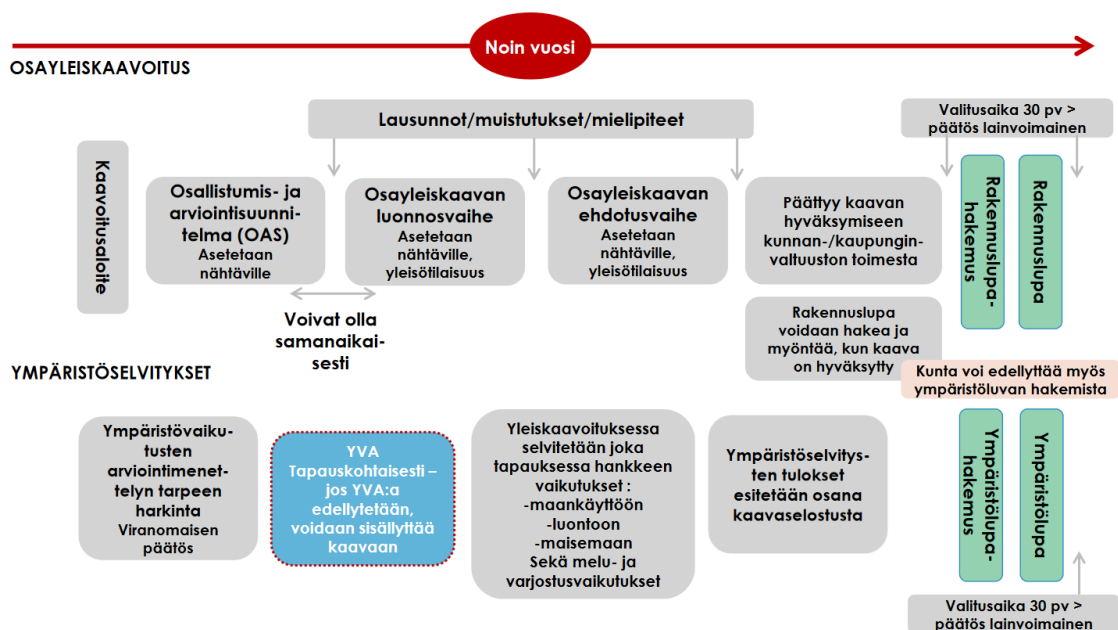 Noin vuosi
OSAYLEISKAAVOITUS
Kaavoitusaloite
Lausunnot/muistutukset/mielipiteet
Osallistumis- ja
arviointisuunni-
telma (OAS)
Asetetaan
nähtäville
Osayleiskaavan
luonnosvaihe
Asetetaan
nähtäville,
yleisötilaisuus
Osayleiskaavan
ehdotusvaihe
Asetetaan
nähtäville,
yleisötilaisuus
Päättyy kaavan
hyväksymiseen
kunnan-/kaupungin-
valtuuston toimesta
Valitusaika 30 pv >
päätös lainvoimainen
Rakennuslupa-
hakemus
Rakennuslupa
Voivat olla
samanaikai-
sesti
Rakennuslupa
voidaan hakea ja
myöntää, kun kaava
on hyväksytty
YMPÄRISTÖSELVITYKSET
Kunta voi edellyttää myös
ympäristöluvan hakemista
Ympäristövaiku-
tusten
arviointimenet-
telyn tarpeen
harkinta
Viranomaisen
päätös
YVA
Tapauskohtaisesti –
jos YVA:a
edellytetään,
voidaan sisällyttää
kaavaan
Yleiskaavoituksessa
selvitetään joka
tapauksessa hankkeen
vaikutukset :
-maankäyttöön
-luontoon
-maisemaan
Sekä melu- ja
varjostusvaikutukset
Ympäristöselvitys-
ten tulokset
esitetään osana
kaavaselostusta
Ympäristölupa-
hakemus
Ympäristölupa
Valitusaika 30 pv >
päätös lainvoimainen